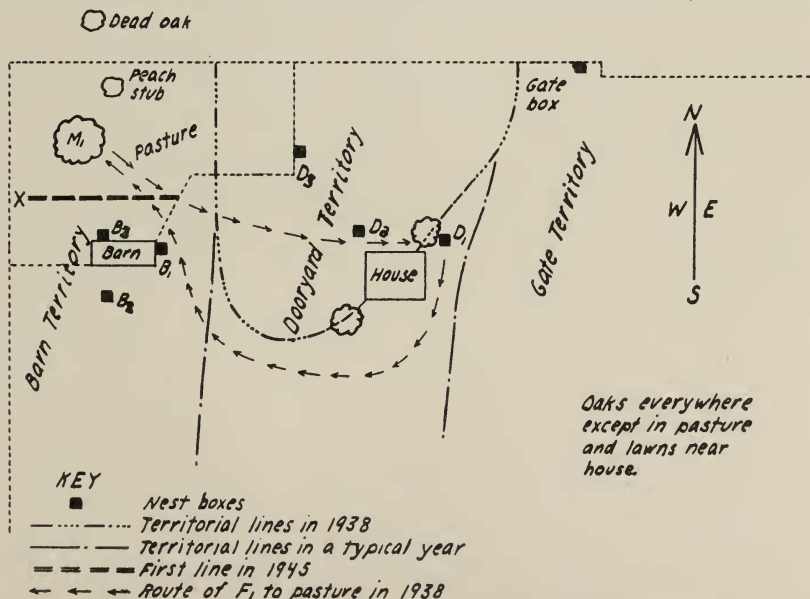 Dead oak
Peach
stub
Gate
box
M₁
Pasture
N
W E
S
X
D₃
Dooryard Territory
Gate Territory
D₂
D₁
B₃
Barn
B₁
House
B₂
Barn Territory
Oaks everywhere
except in pasture
and lawns near
house.
KEY
Nest boxes
Territorial lines in 1938
Territorial lines in a typical year
First line in 1945
Route of F₁ to pasture in 1938